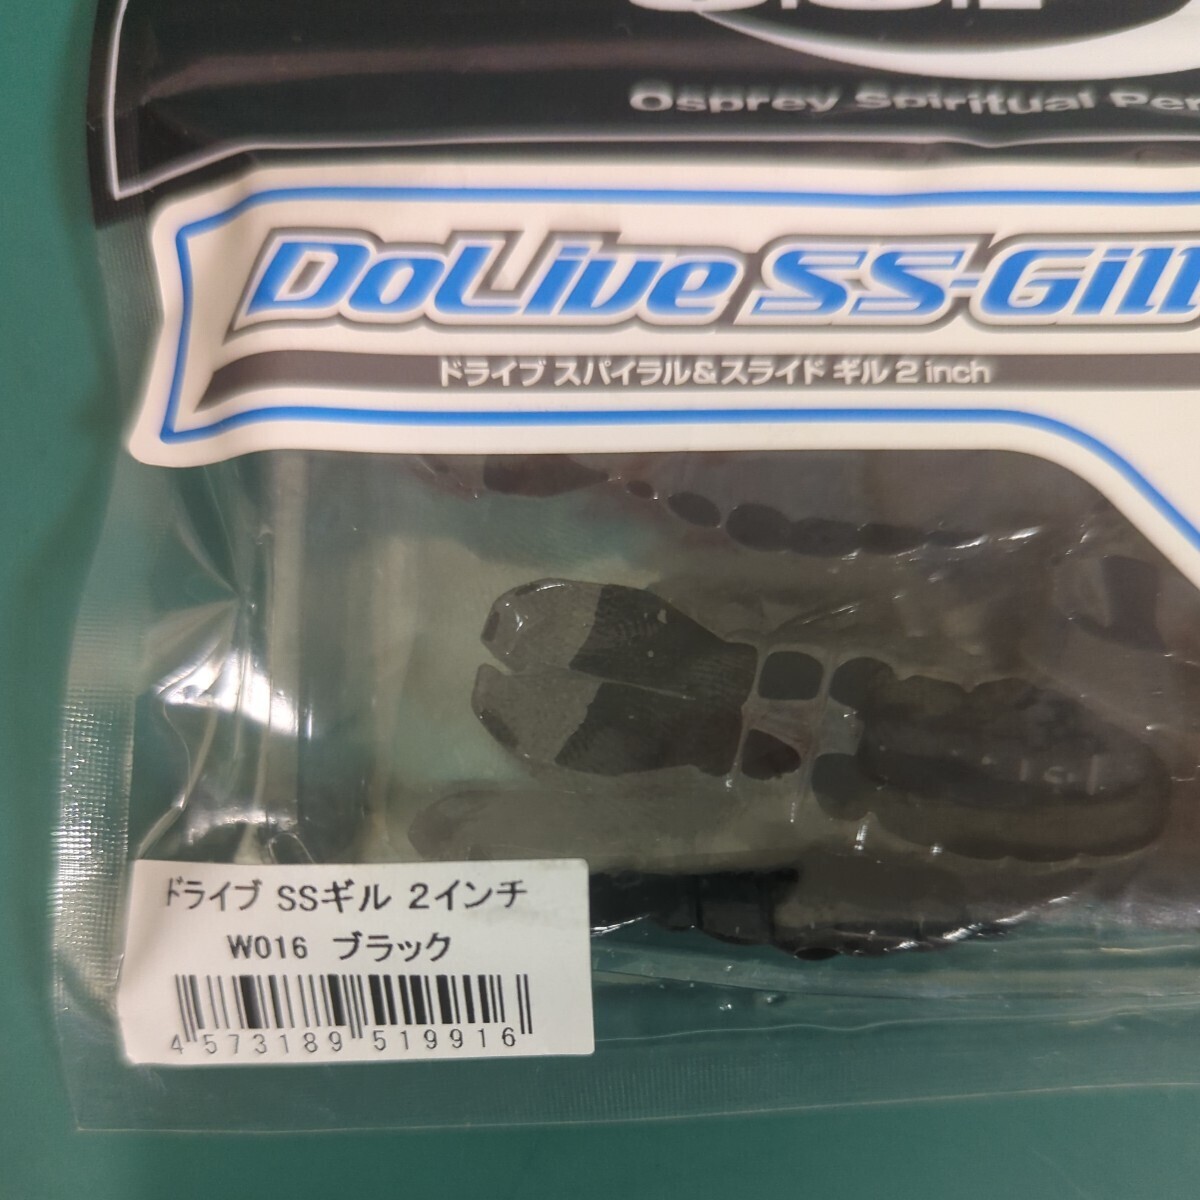 Osprey Spiritual Per
DoLive SS-Gill
ドライブ スパイラル&スライド ギル 2 inch
ドライブ SSギル 2インチ
W016 ブラック
4 573189 519916